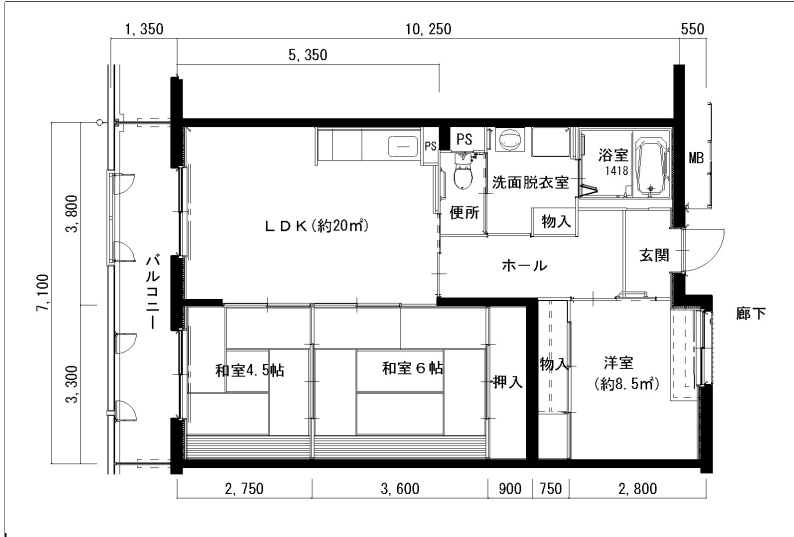 1,350
10,250
550
5,350
PS
PS
浴室
1418
MB
洗面脱衣室
便所
物入
3,800
LDK(約20㎡)
バルコニー
ホール
玄関
7,100
廊下
3,300
和室4.5帖
和室6帖
押入
物入
洋室
(約8.5㎡)
2,750
3,600
900
750
2,800